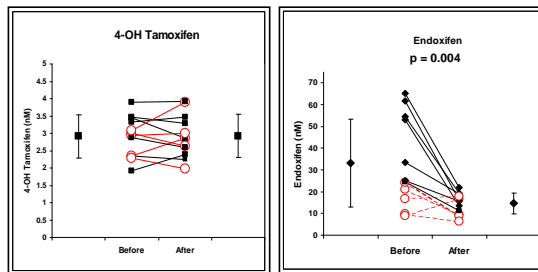 4-OH Tamoxifen
4-OH Tamoxifen (nM)
5
4.5
4
3.5
3
2.5
2
1.5
1
0.5
0
Before After
Endoxifen
p = 0.004
Endoxifen (nM)
70
60
50
40
30
20
10
0
Before After